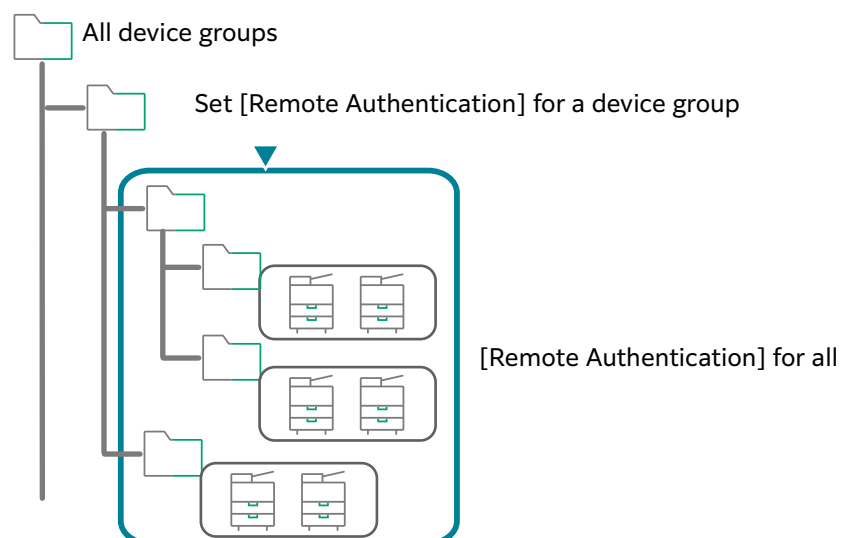 All device groups
Set [Remote Authentication] for a device group
[Remote Authentication] for all